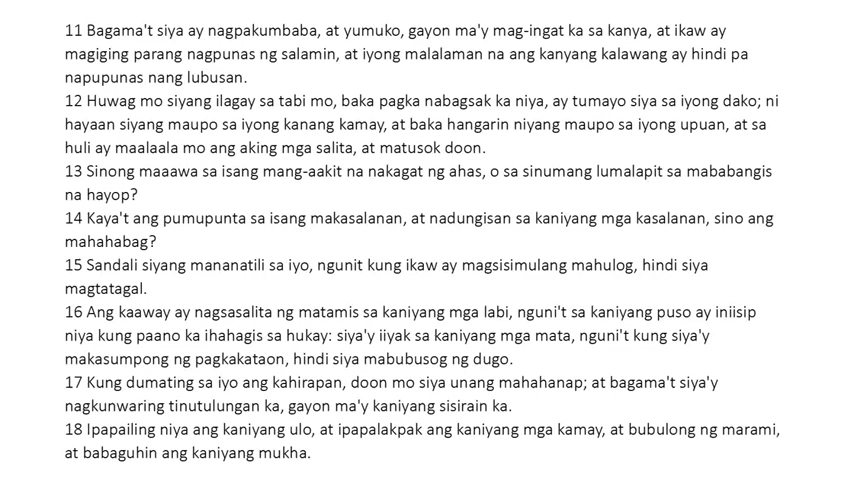 11 Bagama't siya ay nagpakumbaba, at yumuko, gayon ma'y mag-ingat ka sa kanya, at ikaw ay
magiging parang nagpunas ng salamin, at iyong malalaman na ang kanyang kalawang ay hindi pa
napupunas nang lubusan.
12 Huwag mo siyang ilagay sa tabi mo, baka pagka nabagsak ka niya, ay tumayo siya sa iyong dako; ni
hayaan siyang maupo sa iyong kanang kamay, at baka hangarin niyang maupo sa iyong upuan, at sa
huli ay maalaala mo ang aking mga salita, at matusok doon.
13 Sinong maaawa sa isang mang-aakit na nakagat ng ahas, o sa sinumang lumalapit sa mababangis
na hayop?
14 Kaya't ang pumupunta sa isang makasalanan, at nadungisan sa kaniyang mga kasalanan, sino ang
mahahabag?
15 Sandali siyang mananatili sa iyo, ngunit kung ikaw ay magsisimulang mahulog, hindi siya
magtatagal.
16 Ang kaaway ay nagsasalita ng matamis sa kaniyang mga labi, nguni't sa kaniyang puso ay iniisip
niya kung paano ka ihahagis sa hukay: siya'y iiyak sa kaniyang mga mata, nguni't kung siya'y
makasumpong ng pagkakataon, hindi siya mabubusog ng dugo.
17 Kung dumating sa iyo ang kahirapan, doon mo siya unang mahahanap; at bagama't siya'y
nagkunwaring tinutulungan ka, gayon ma'y kaniyang sisirain ka.
18 Ipapailing niya ang kaniyang ulo, at ipapalakpak ang kaniyang mga kamay, at bubulong ng marami,
at babaguhin ang kaniyang mukha.